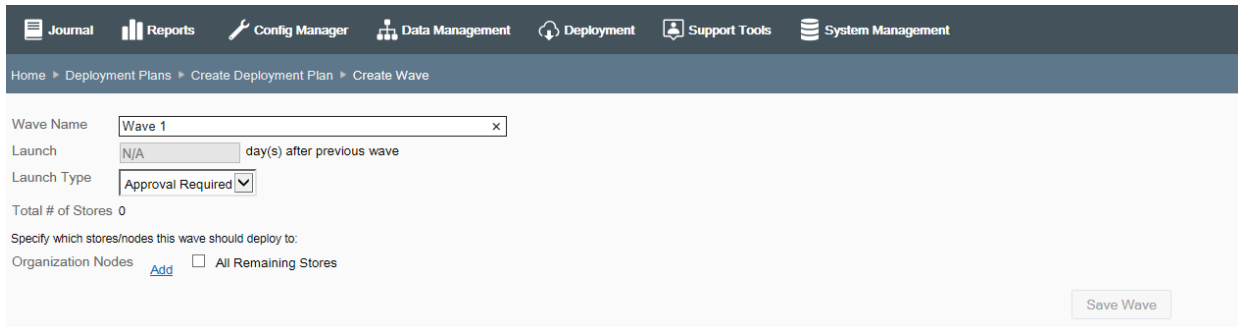 Journal Reports Config Manager Data Management Deployment Support Tools System Management
Home Deployment Plans Create Deployment Plan Create Wave
Wave Name Wave 1 ×
Launch N/A day(s) after previous wave
Launch Type Approval Required
Total # of Stores 0
Specify which stores/nodes this wave should deploy to:
Organization Nodes Add All Remaining Stores
Save Wave